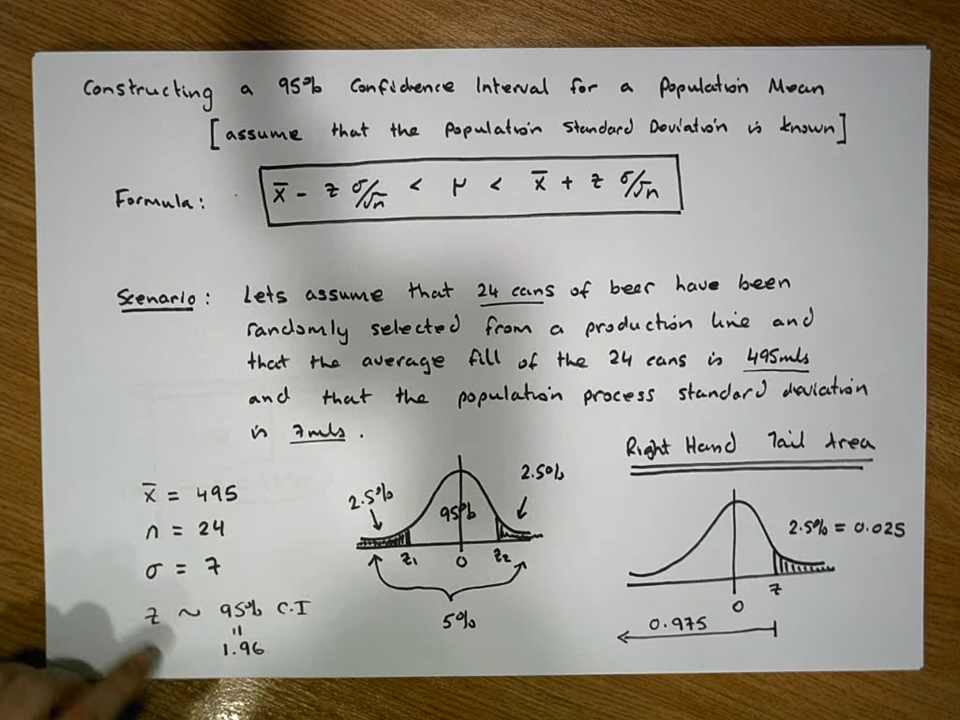 Constructing a 95% Confidence Interval for a Population Mean
[assume that the Population Standard Deviation is known]
Formula: x̄ - z σ/√n < μ < x̄ + z σ/√n
Scenario: Lets assume that 24 cans of beer have been
randomly selected from a production line and
that the average fill of the 24 cans is 495mls
and that the population process standard deviation
is 7mls.
Right Hand Tail Area
x̄ = 495
n = 24
σ = 7
z ~ 95% C.I
"
1.96
2.5%
95%
2.5%
z₁ 0 z₂
5%
2.5% = 0.025
0 z
0.975